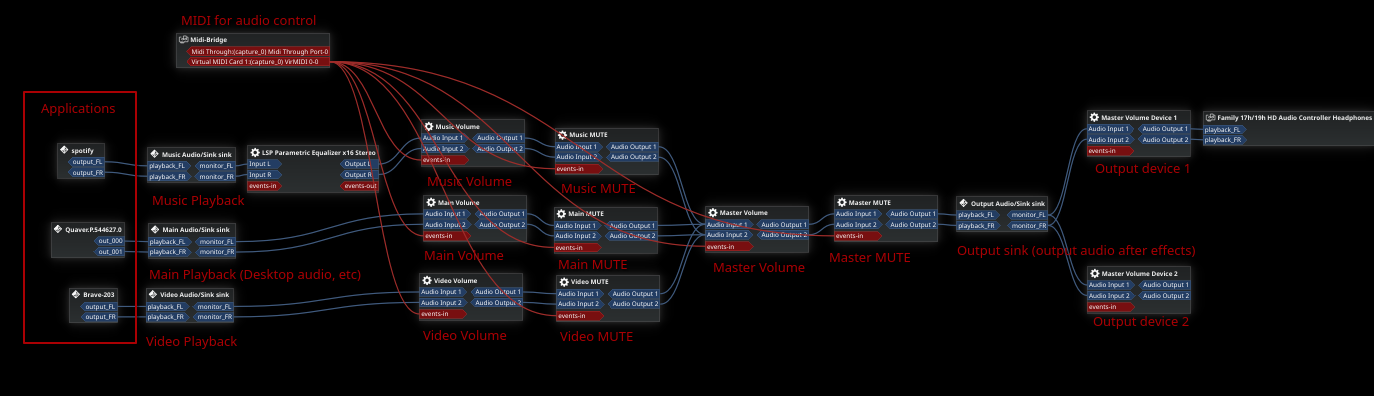 MIDI for audio control
Midi-Bridge
Midi Through:(capture_0) Midi Through Port-0
Virtual MIDI Card 1:(capture_0) VirMIDI 0-0
Applications
spotify
output_FL
output_FR
Music Audio/Sink sink
playback_FL monitor_FL
playback_FR monitor_FR
Music Playback
LSP Parametric Equalizer x16 Stereo
Input L Output L
Input R Output R
events-in events-out
Music Volume
Audio Input 1 Audio Output 1
Audio Input 2 Audio Output 2
events-in
Music Volume
Music MUTE
Audio Input 1 Audio Output 1
Audio Input 2 Audio Output 2
events-in
Music MUTE
Quaver.P.544627.0
out_000
out_001
Main Audio/Sink sink
playback_FL monitor_FL
playback_FR monitor_FR
Main Playback (Desktop audio, etc)
Main Volume
Audio Input 1 Audio Output 1
Audio Input 2 Audio Output 2
events-in
Main Volume
Main MUTE
Audio Input 1 Audio Output 1
Audio Input 2 Audio Output 2
events-in
Main MUTE
Brave-203
output_FL
output_FR
Video Audio/Sink sink
playback_FL monitor_FL
playback_FR monitor_FR
Video Playback
Video Volume
Audio Input 1 Audio Output 1
Audio Input 2 Audio Output 2
events-in
Video Volume
Video MUTE
Audio Input 1 Audio Output 1
Audio Input 2 Audio Output 2
events-in
Video MUTE
Master Volume
Audio Input 1 Audio Output 1
Audio Input 2 Audio Output 2
events-in
Master Volume
Master MUTE
Audio Input 1 Audio Output 1
Audio Input 2 Audio Output 2
events-in
Master MUTE
Output Audio/Sink sink
playback_FL monitor_FL
playback_FR monitor_FR
Output sink (output audio after effects)
Master Volume Device 1
Audio Input 1 Audio Output 1
Audio Input 2 Audio Output 2
events-in
Output device 1
Family 17h/19h HD Audio Controller Headphones
playback_FL
playback_FR
Master Volume Device 2
Audio Input 1 Audio Output 1
Audio Input 2 Audio Output 2
events-in
Output device 2